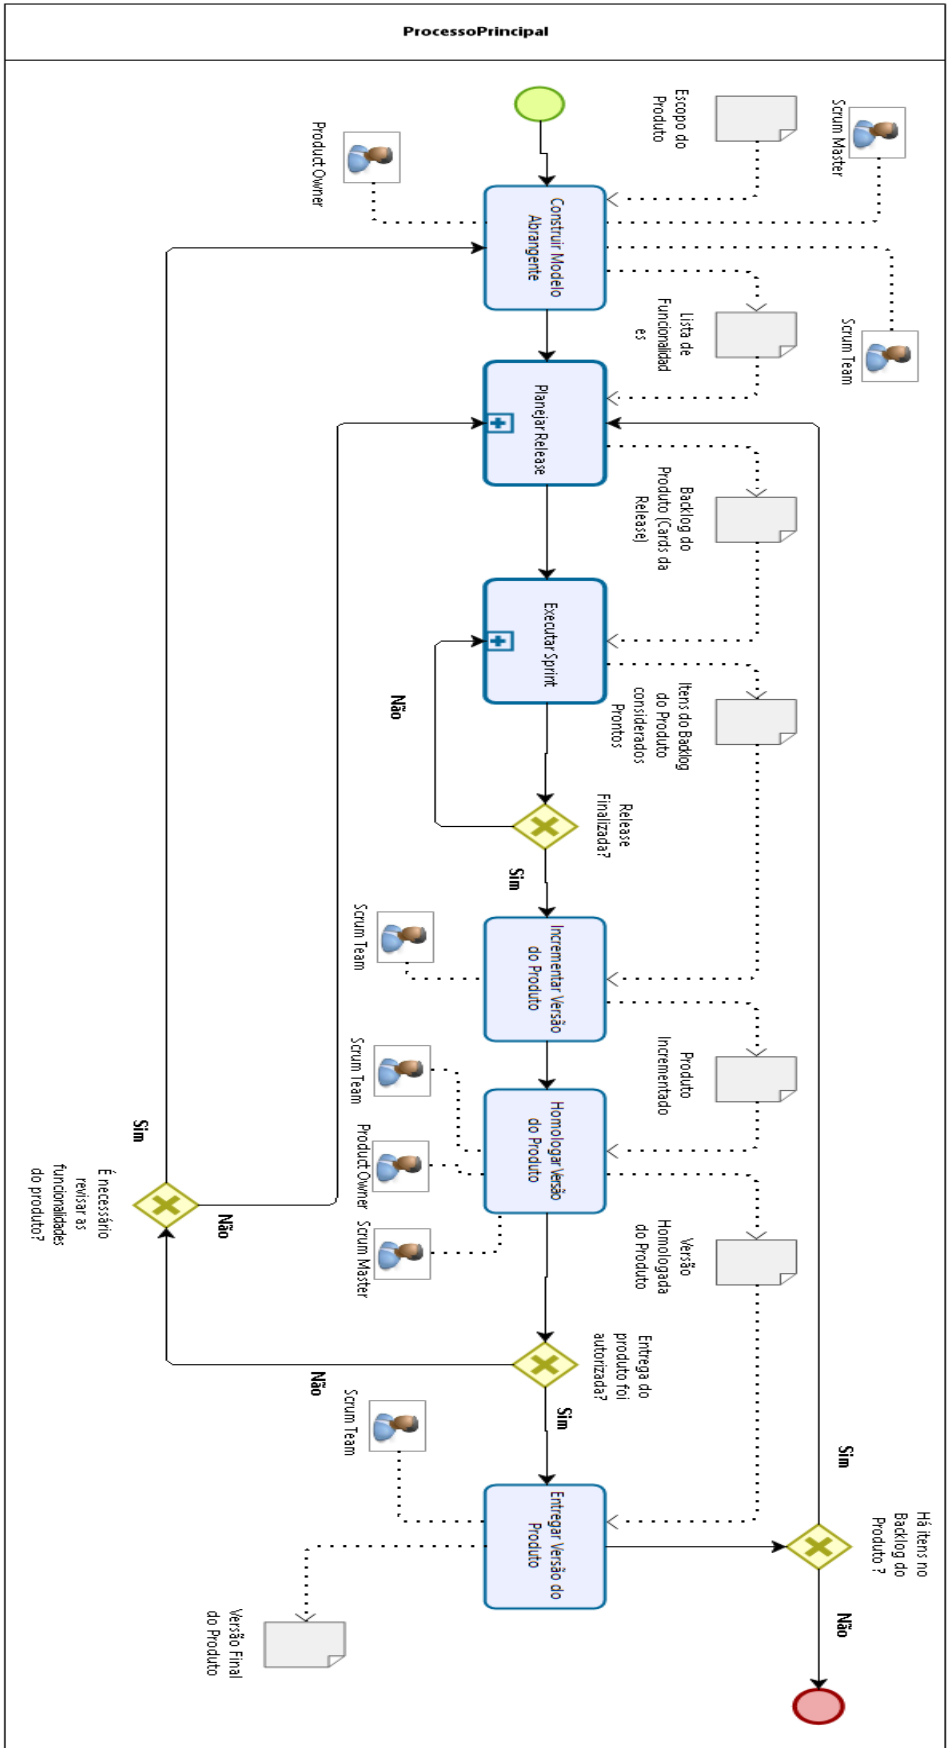 ProcessoPrincipal
Escopo do
Produto
Scrum Master
Product Owner
Construir Modelo
Abrangente
Scrum Team
Lista de
Funcionalidad
es
Planejar Release
Backlog do
Produto (Cards da
Release)
Executar Sprint
Não
Itens do Backlog
do Produto
considerados
Prontos
Release
Finalizada?
Sim
Incrementar Versão
do Produto
Scrum Team
Produto
Incrementado
Homologar Versão
do Produto
Scrum Team
Product Owner
Scrum Master
Versão
Homologada
do Produto
Entrega do
produto foi
autorizada?
Sim
Não
É necessário
revisar as
funcionalidades
do produto?
Sim
Não
Scrum Team
Entregar Versão do
Produto
Versão Final
do Produto
Há itens no
Backlog do
Produto ?
Sim
Não